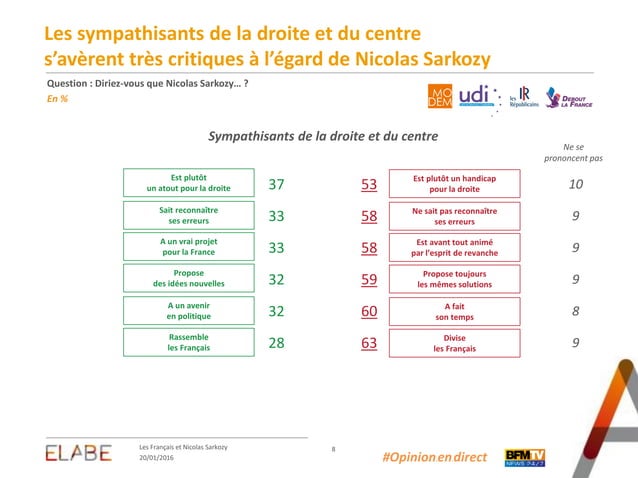 Les sympathisants de la droite et du centre
s'avèrent très critiques à l'égard de Nicolas Sarkozy
Question : Diriez-vous que Nicolas Sarkozy… ?
En %
MO
DEM
udi
les
Républicains
DEBOUT
LA FRANCE
Sympathisants de la droite et du centre
Ne se
prononcent pas
Est plutôt
un atout pour la droite
37
53
Est plutôt un handicap
pour la droite
10
Sait reconnaître
ses erreurs
33
58
Ne sait pas reconnaître
ses erreurs
9
A un vrai projet
pour la France
33
58
Est avant tout animé
par l'esprit de revanche
9
Propose
des idées nouvelles
32
59
Propose toujours
les mêmes solutions
9
A un avenir
en politique
32
60
A fait
son temps
8
Rassemble
les Français
28
63
Divise
les Français
9
ELABE
Les Français et Nicolas Sarkozy
20/01/2016
8
#Opinionendirect
BFMTV
NEWS 24/7